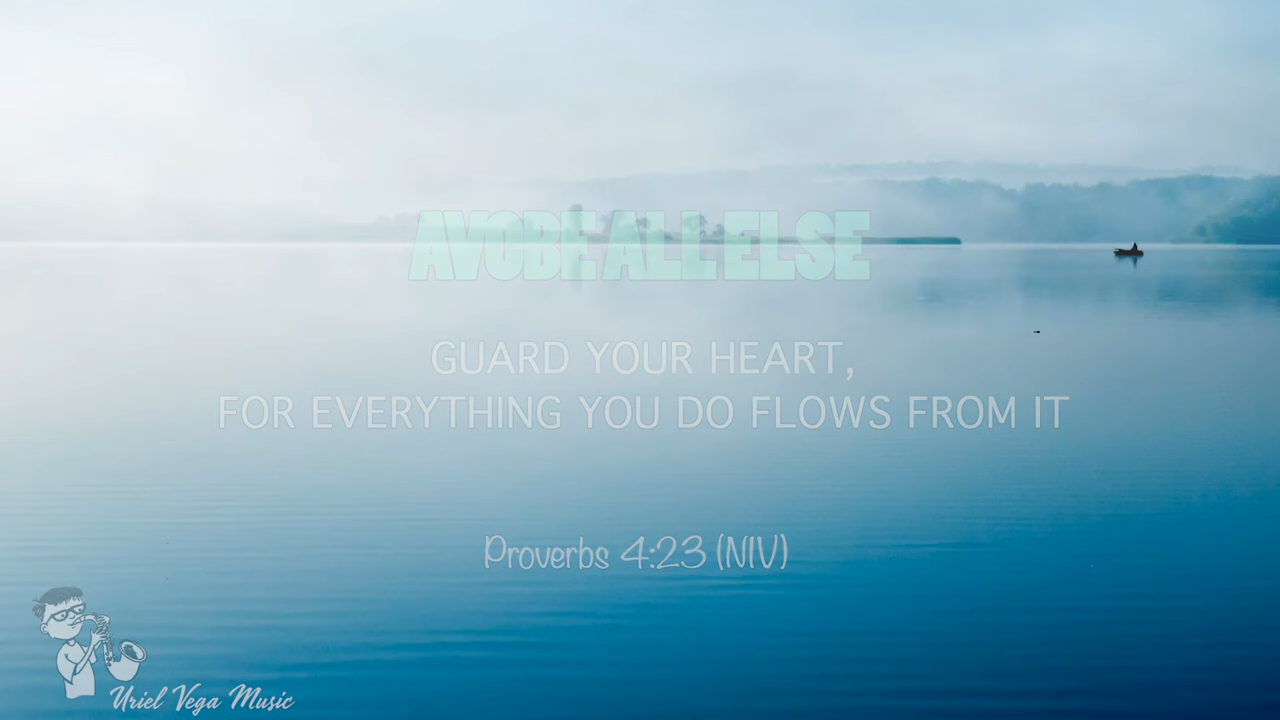 AVOBE ALL ELSE
GUARD YOUR HEART,
FOR EVERYTHING YOU DO FLOWS FROM IT
Proverbs 4:23 (NIV)
Uriel Vega Music